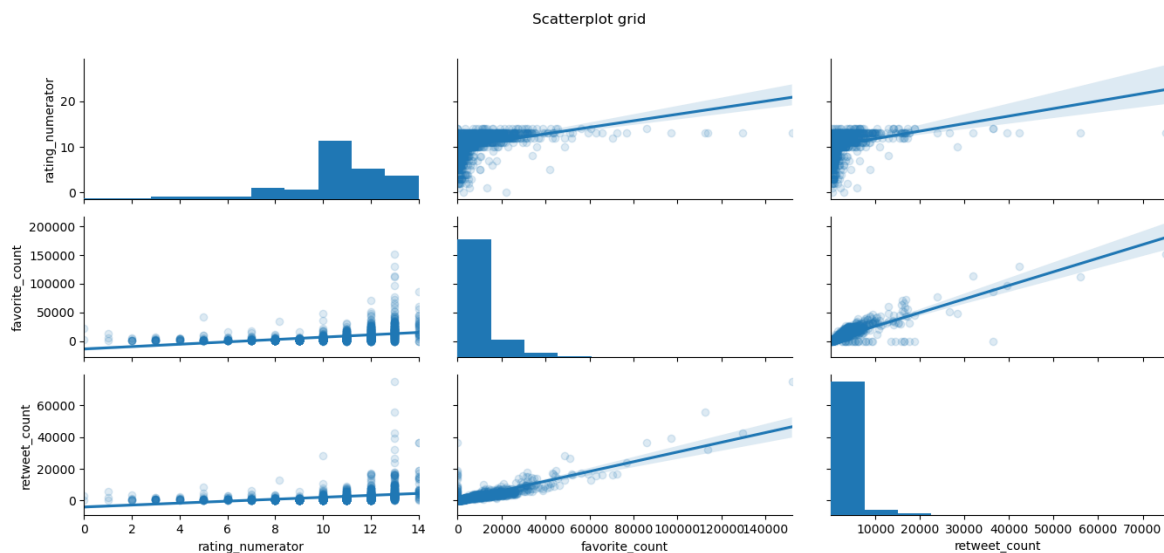 Scatterplot grid
rating_numerator
20
10
0
favorite_count
200000
150000
100000
50000
0
retweet_count
60000
40000
20000
0
0 2 4 6 8 10 12 14
rating_numerator
0 20000 40000 60000 80000 100000 120000 140000
favorite_count
10000 20000 30000 40000 50000 60000 70000
retweet_count